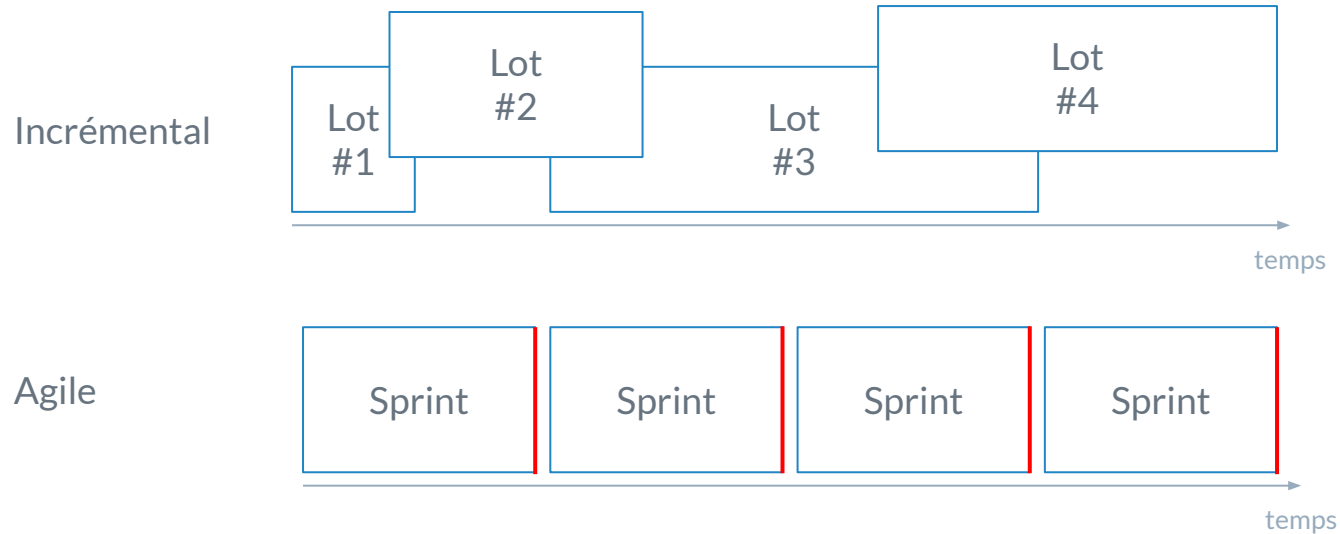 Incrémental
Lot
#1
Lot
#2
Lot
#3
Lot
#4
temps
Agile
Sprint
Sprint
Sprint
Sprint
temps